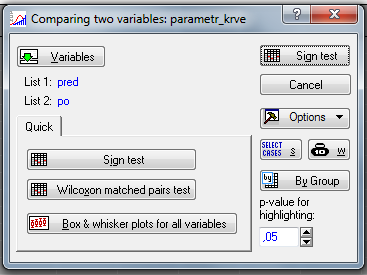 Comparing two variables: parametr_krve
?
Variables
Sign test
List 1: pred
List 2: po
Cancel
Options
Quick
SELECT
CASES
S
W
Sign test
By Group
Wilcoxon matched pairs test
p-value for
highlighting:
Box & whisker plots for all variables
,05